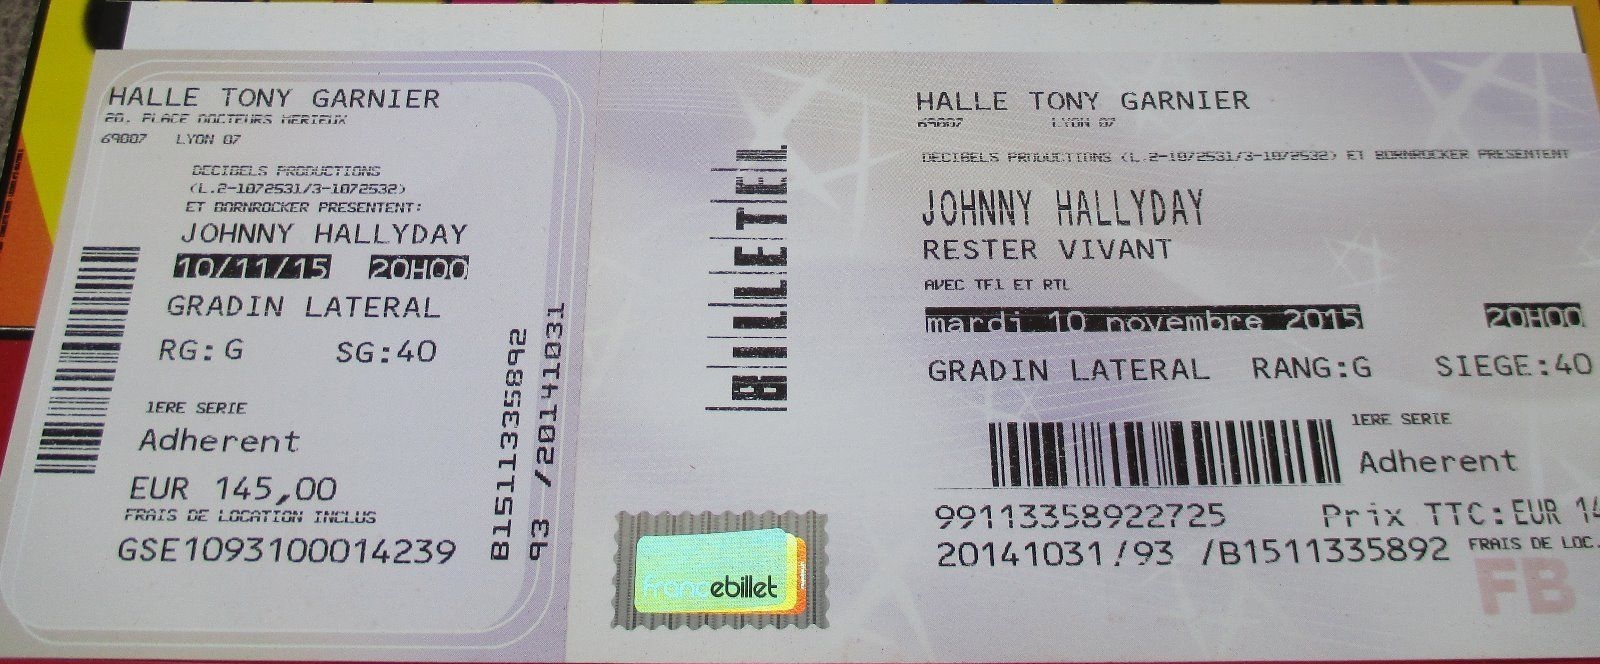 HALLE TONY GARNIER
20, PLACE DOCTEURS MERIEUX
69007 LYON 07
DECIBELS PRODUCTIONS
(L.2-1072531/3-1072532)
ET BORNROCKER PRESENTENT:
JOHNNY HALLYDAY
10/11/15 20H00
GRADIN LATERAL
RG:G SG:40
1ERE SERIE
Adherent
EUR 145,00
FRAIS DE LOCATION INCLUS
GSE1093100014239
B1511335892
93 /20141031
BILLETEL
francebillet
HALLE TONY GARNIER
69007 LYON 07
DECIBELS PRODUCTIONS (L.2-1072531/3-1072532) ET BORNROCKER PRESENTENT
JOHNNY HALLYDAY
RESTER VIVANT
AVEC TF1 ET RTL
mardi 10 novembre 2015 20H00
GRADIN LATERAL RANG:G SIEGE:40
1ERE SERIE
Adherent
99113358922725 Prix TTC:EUR 14
20141031/93 /B1511335892 FRAIS DE LOC.
FB